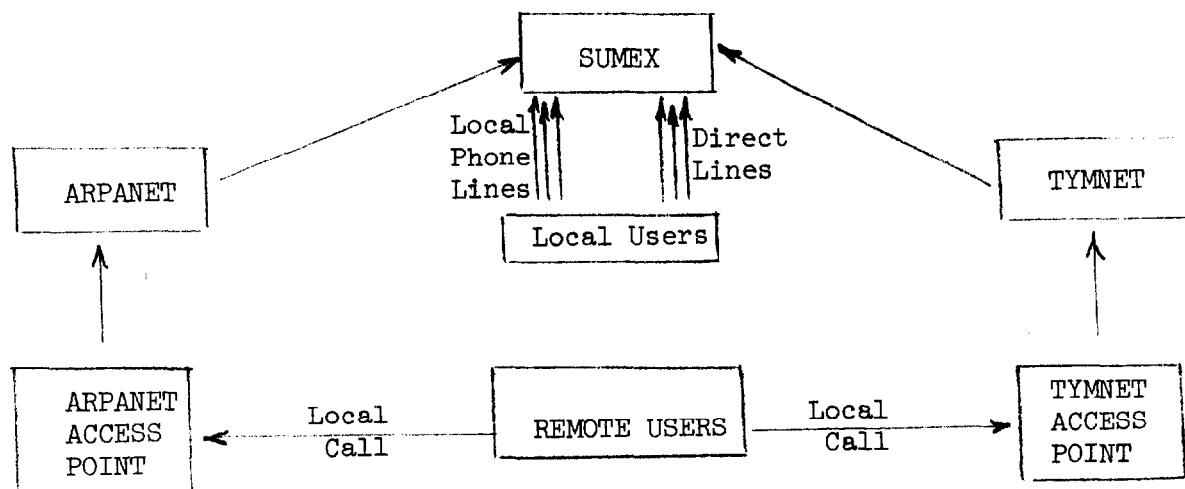 SUMEX
Local
Phone
Lines
Direct
Lines
ARPANET
TYMNET
Local Users
ARPANET
ACCESS
POINT
Local
Call
REMOTE USERS
Local
Call
TYMNET
ACCESS
POINT